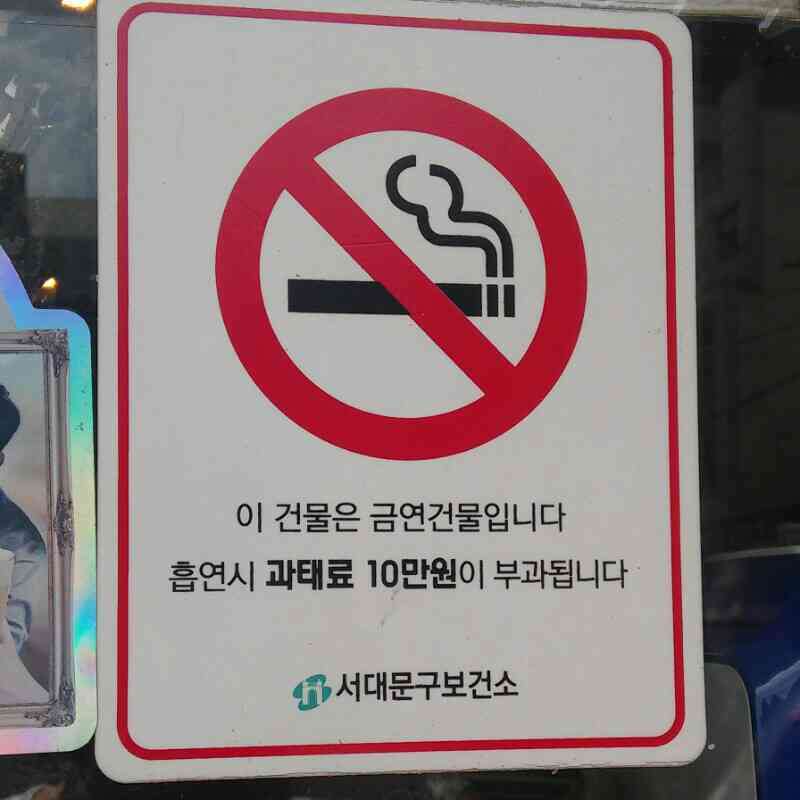 이 건물은 금연건물입니다
흡연시 과태료 10만원이 부과됩니다
서대문구보건소